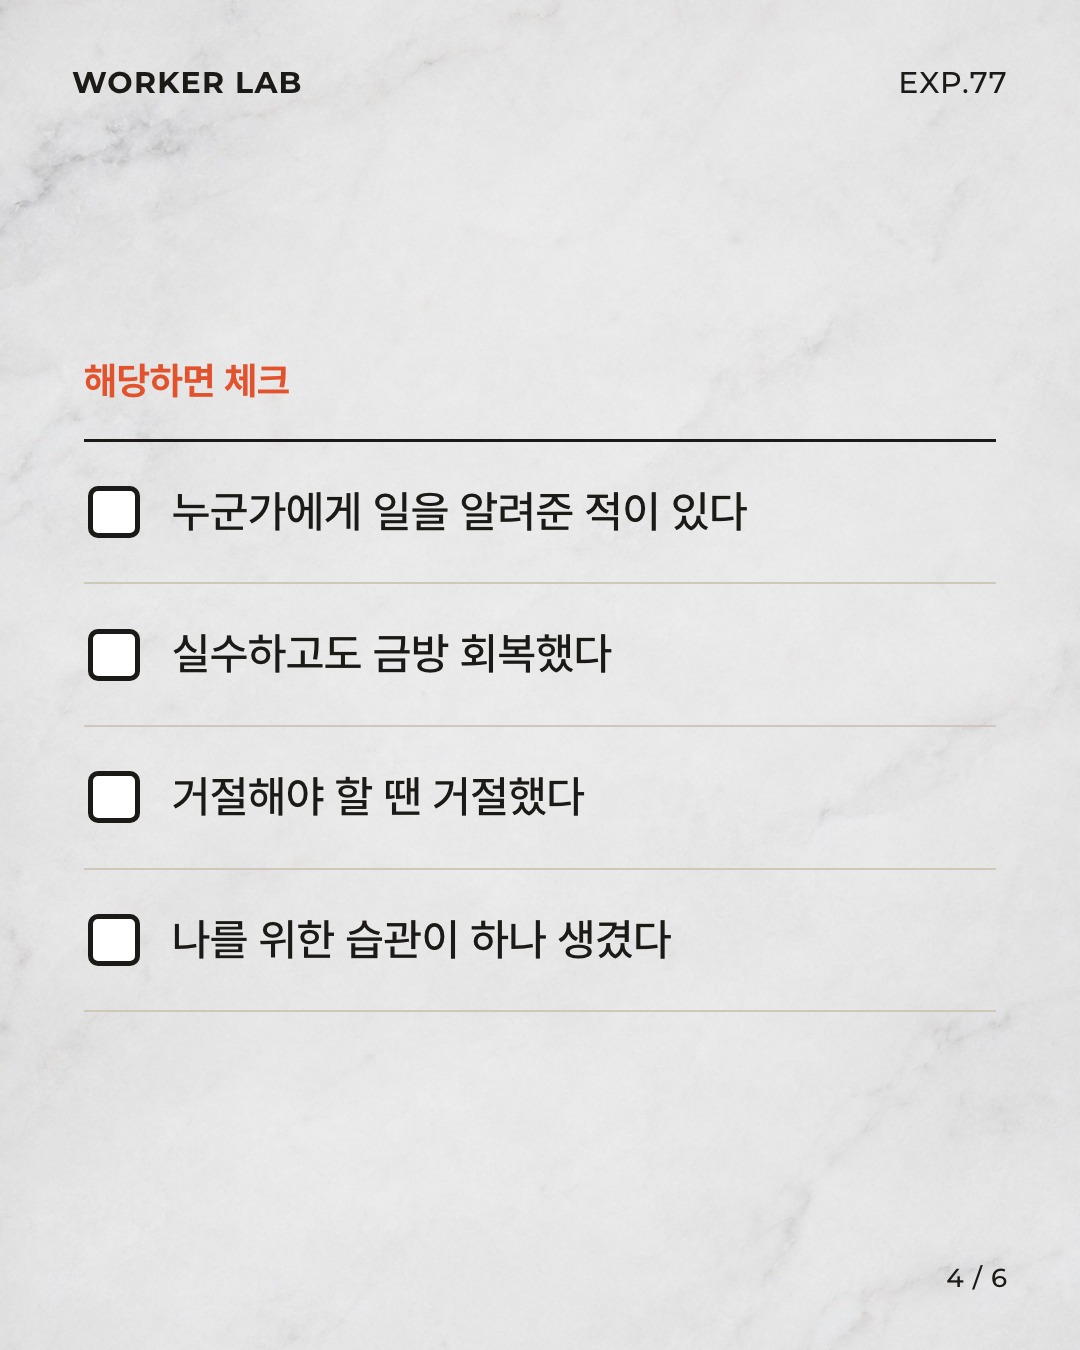 WORKER LAB
EXP.77
해당하면 체크
누군가에게 일을 알려준 적이 있다
실수하고도 금방 회복했다
거절해야 할 땐 거절했다
나를 위한 습관이 하나 생겼다
4 / 6